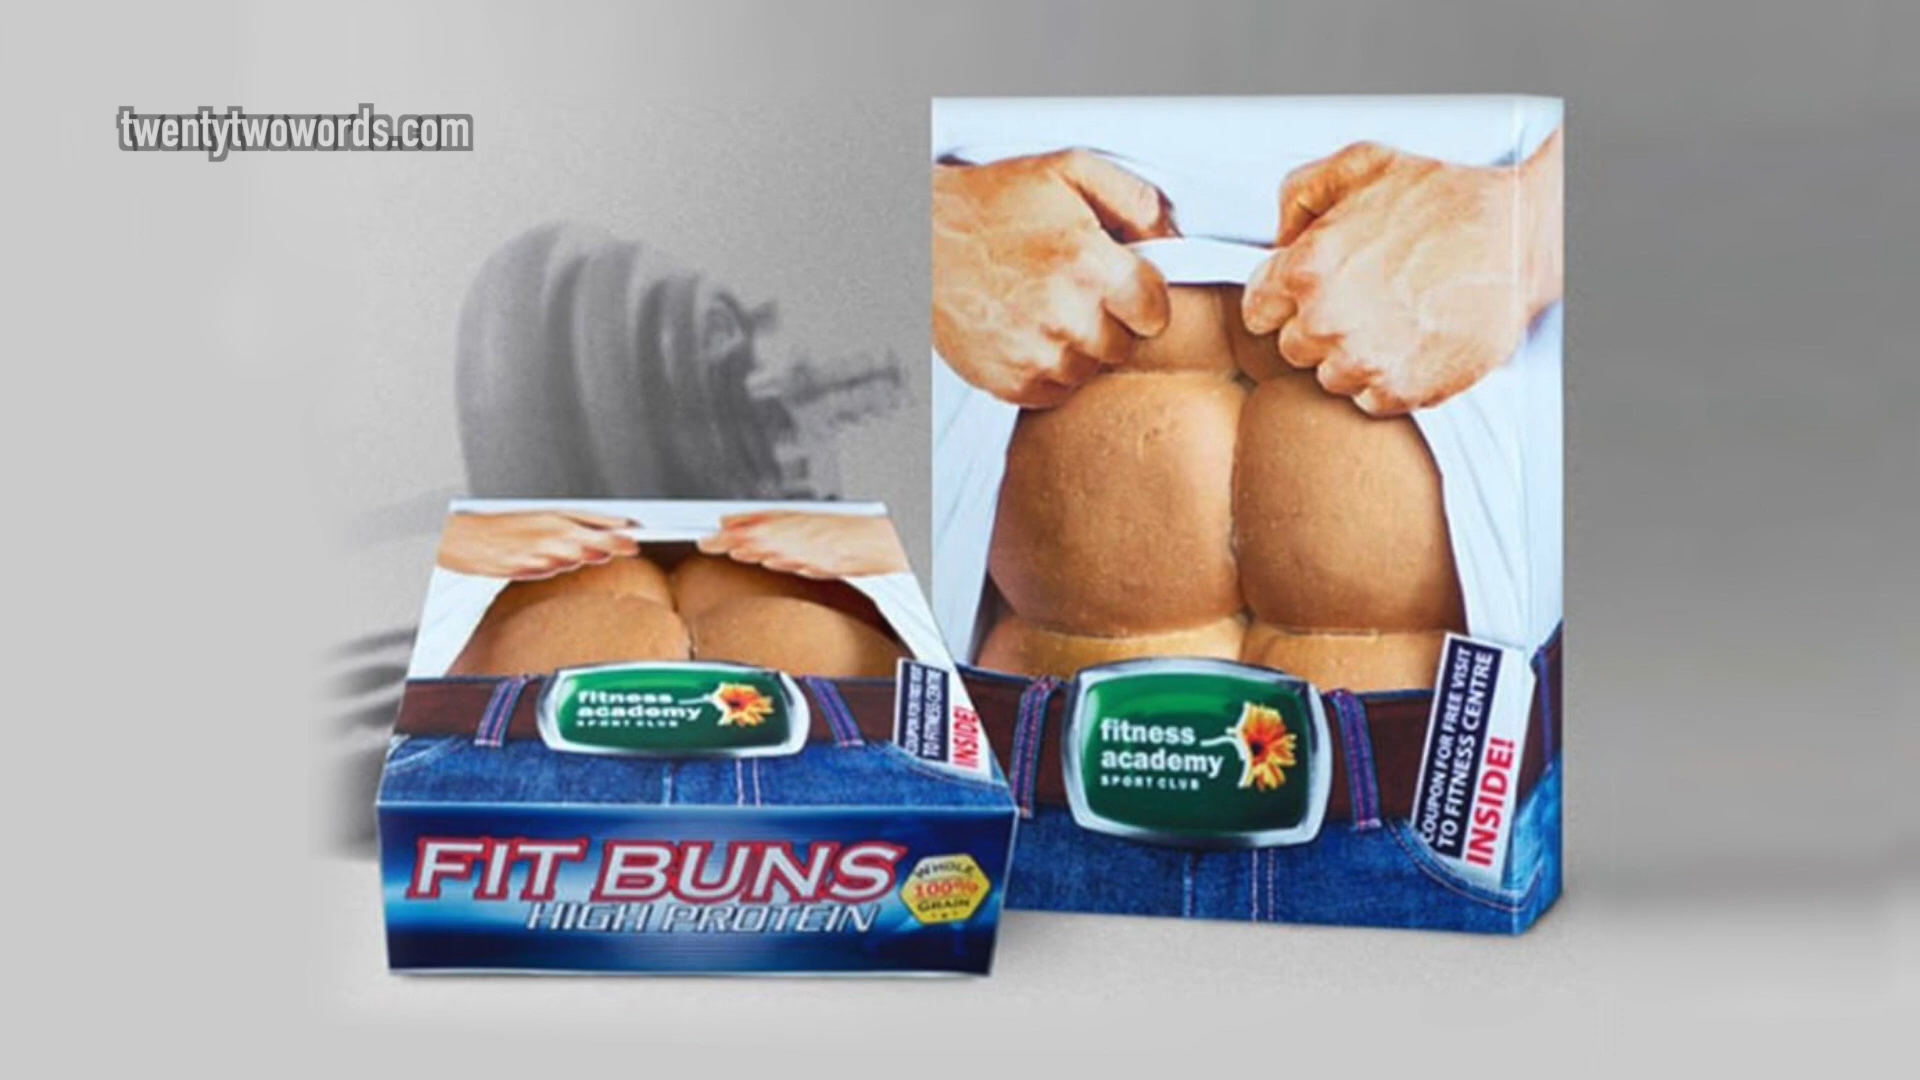 twentytwowords.com
fitness
academy
SPORT CLUB
COUPON FOR FREE VISIT
TO FITNESS CENTRE
INSIDE!
fitness
academy
SPORT CLUB
COUPON FOR FREE VISIT
TO FITNESS CENTRE
INSIDE!
FIT BUNS
HIGH PROTEIN
WHOLE
100%
GRAIN